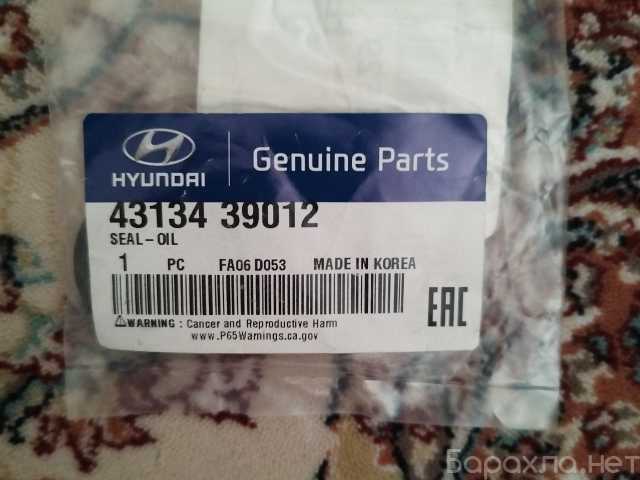 HYUNDAI
Genuine Parts
43134 39012
SEAL-OIL
1 PC FA06 D053 MADE IN KOREA
EAC
WARNING : Cancer and Reproductive Harm
www.P65Warnings.ca.gov
Барахла.нет